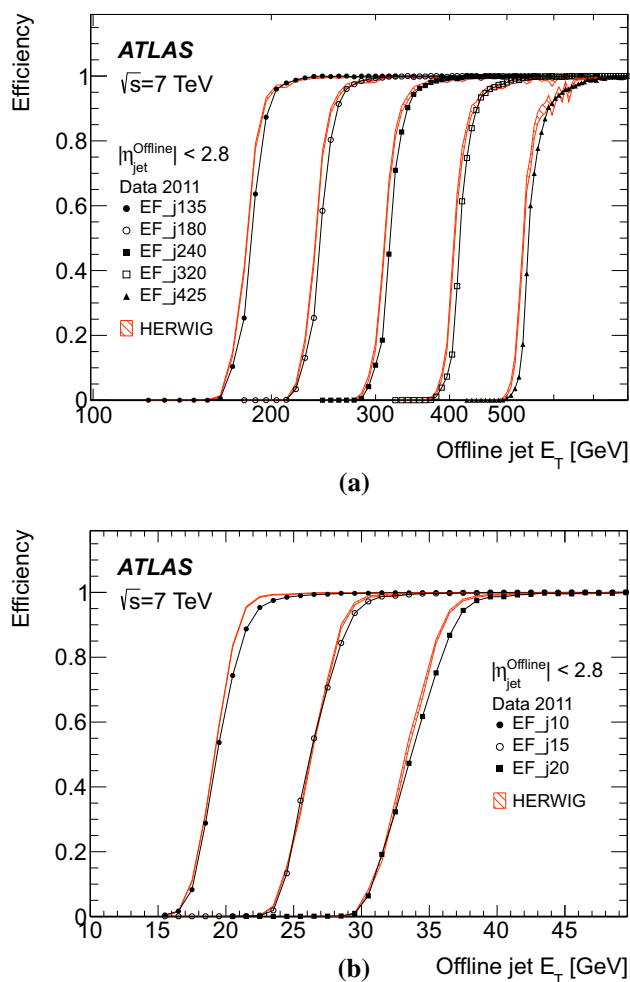 Efficiency
ATLAS
√s=7 TeV
|η_jet^Offline| < 2.8
Data 2011
EF_j135
EF_j180
EF_j240
EF_j320
EF_j425
HERWIG
1
0.8
0.6
0.4
0.2
0
100 200 300 400 500
Offline jet E_T [GeV]
(a)
Efficiency
ATLAS
√s=7 TeV
|η_jet^Offline| < 2.8
Data 2011
EF_j10
EF_j15
EF_j20
HERWIG
1
0.8
0.6
0.4
0.2
0
10 15 20 25 30 35 40 45
Offline jet E_T [GeV]
(b)